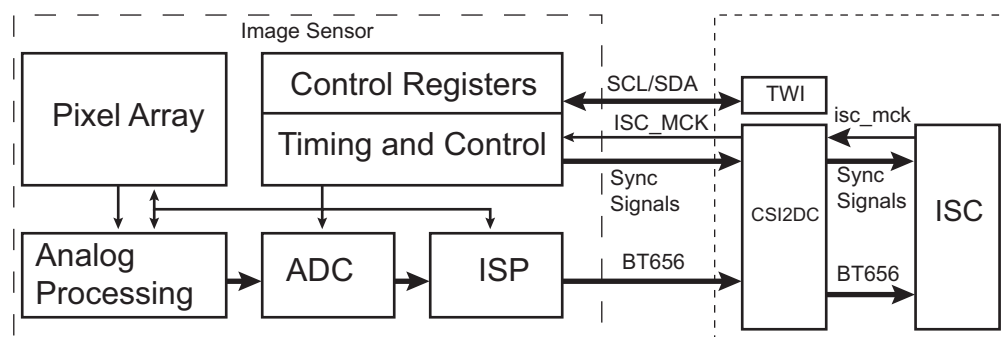 Image Sensor
Pixel Array
Control Registers
Timing and Control
SCL/SDA
TWI
ISC_MCK
isc_mck
Sync
Signals
CSI2DC
Sync
Signals
ISC
Analog
Processing
ADC
ISP
BT656
BT656